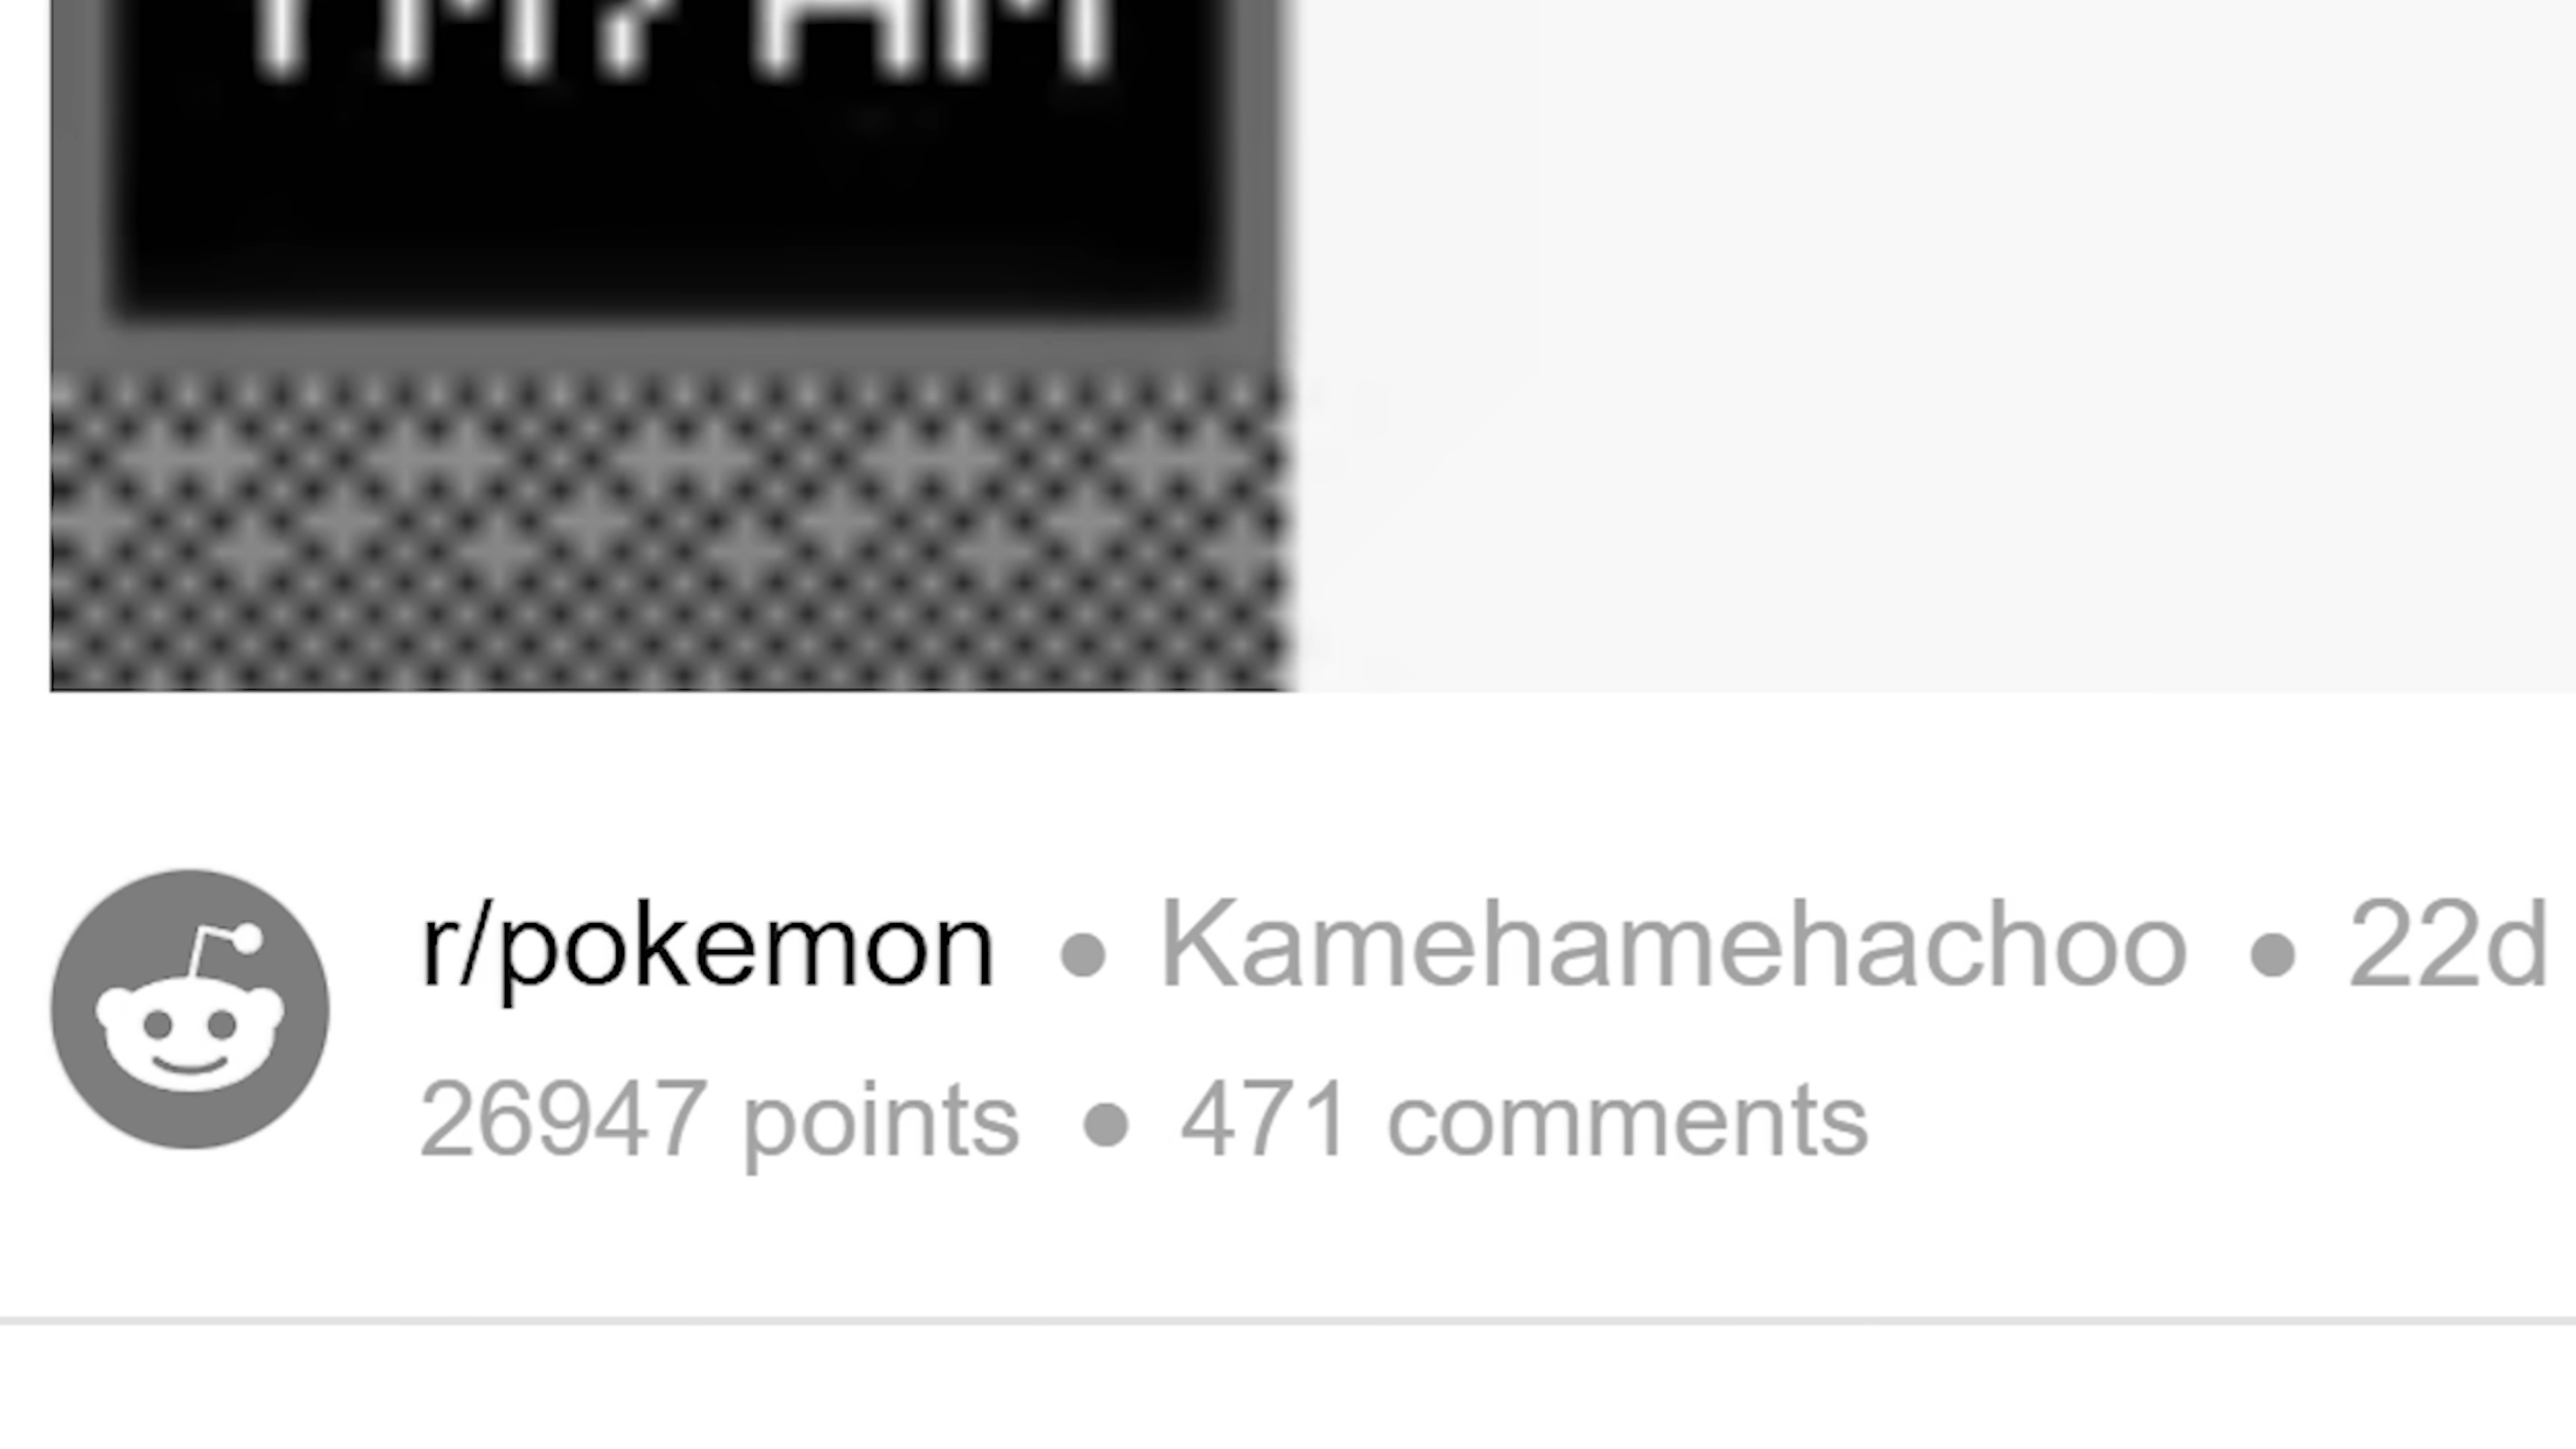 r/pokemon • Kamehamehachoo • 22d
26947 points • 471 comments